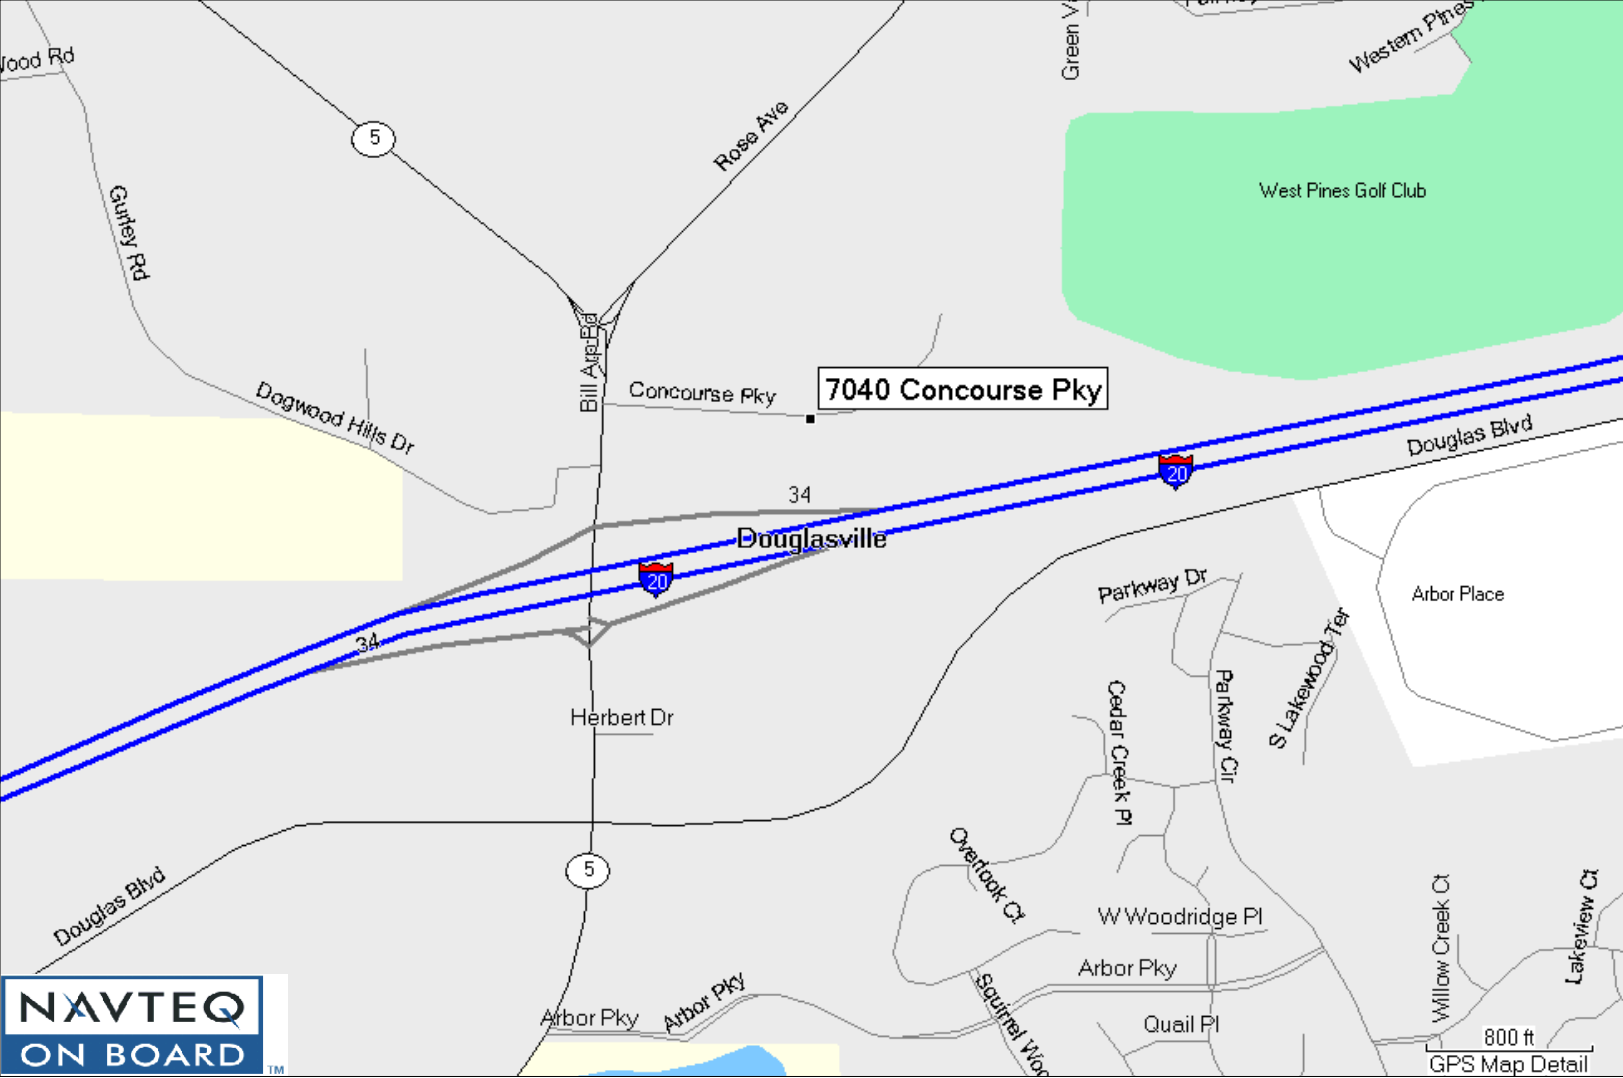 Green
Western Pines
Wood Rd
5
Rose Ave
West Pines Golf Club
Gurley Rd
Bill Arp Rd
Dogwood Hills Dr
Concourse Pky
7040 Concourse Pky
Douglas Blvd
20
34
Douglasville
20
34
Parkway Dr
Arbor Place
S Lakewood Ter
Parkway Cir
Cedar Creek Pl
Herbert Dr
Overlook Ct
5
Douglas Blvd
W Woodridge Pl
Willow Creek Ct
Lakeview Ct
Arbor Pky
Squirrel Woo
Arbor Pky
Arbor Pky
Quail Pl
NAVTEQ
ON BOARD
TM
800 ft
GPS Map Detail